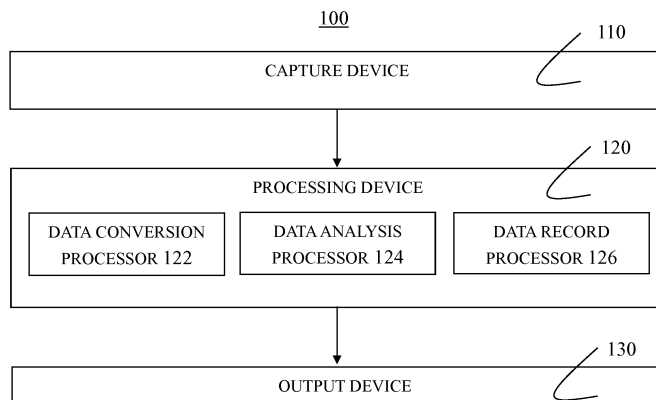 100
110
CAPTURE DEVICE
120
PROCESSING DEVICE
DATA CONVERSION
PROCESSOR 122
DATA ANALYSIS
PROCESSOR 124
DATA RECORD
PROCESSOR 126
130
OUTPUT DEVICE